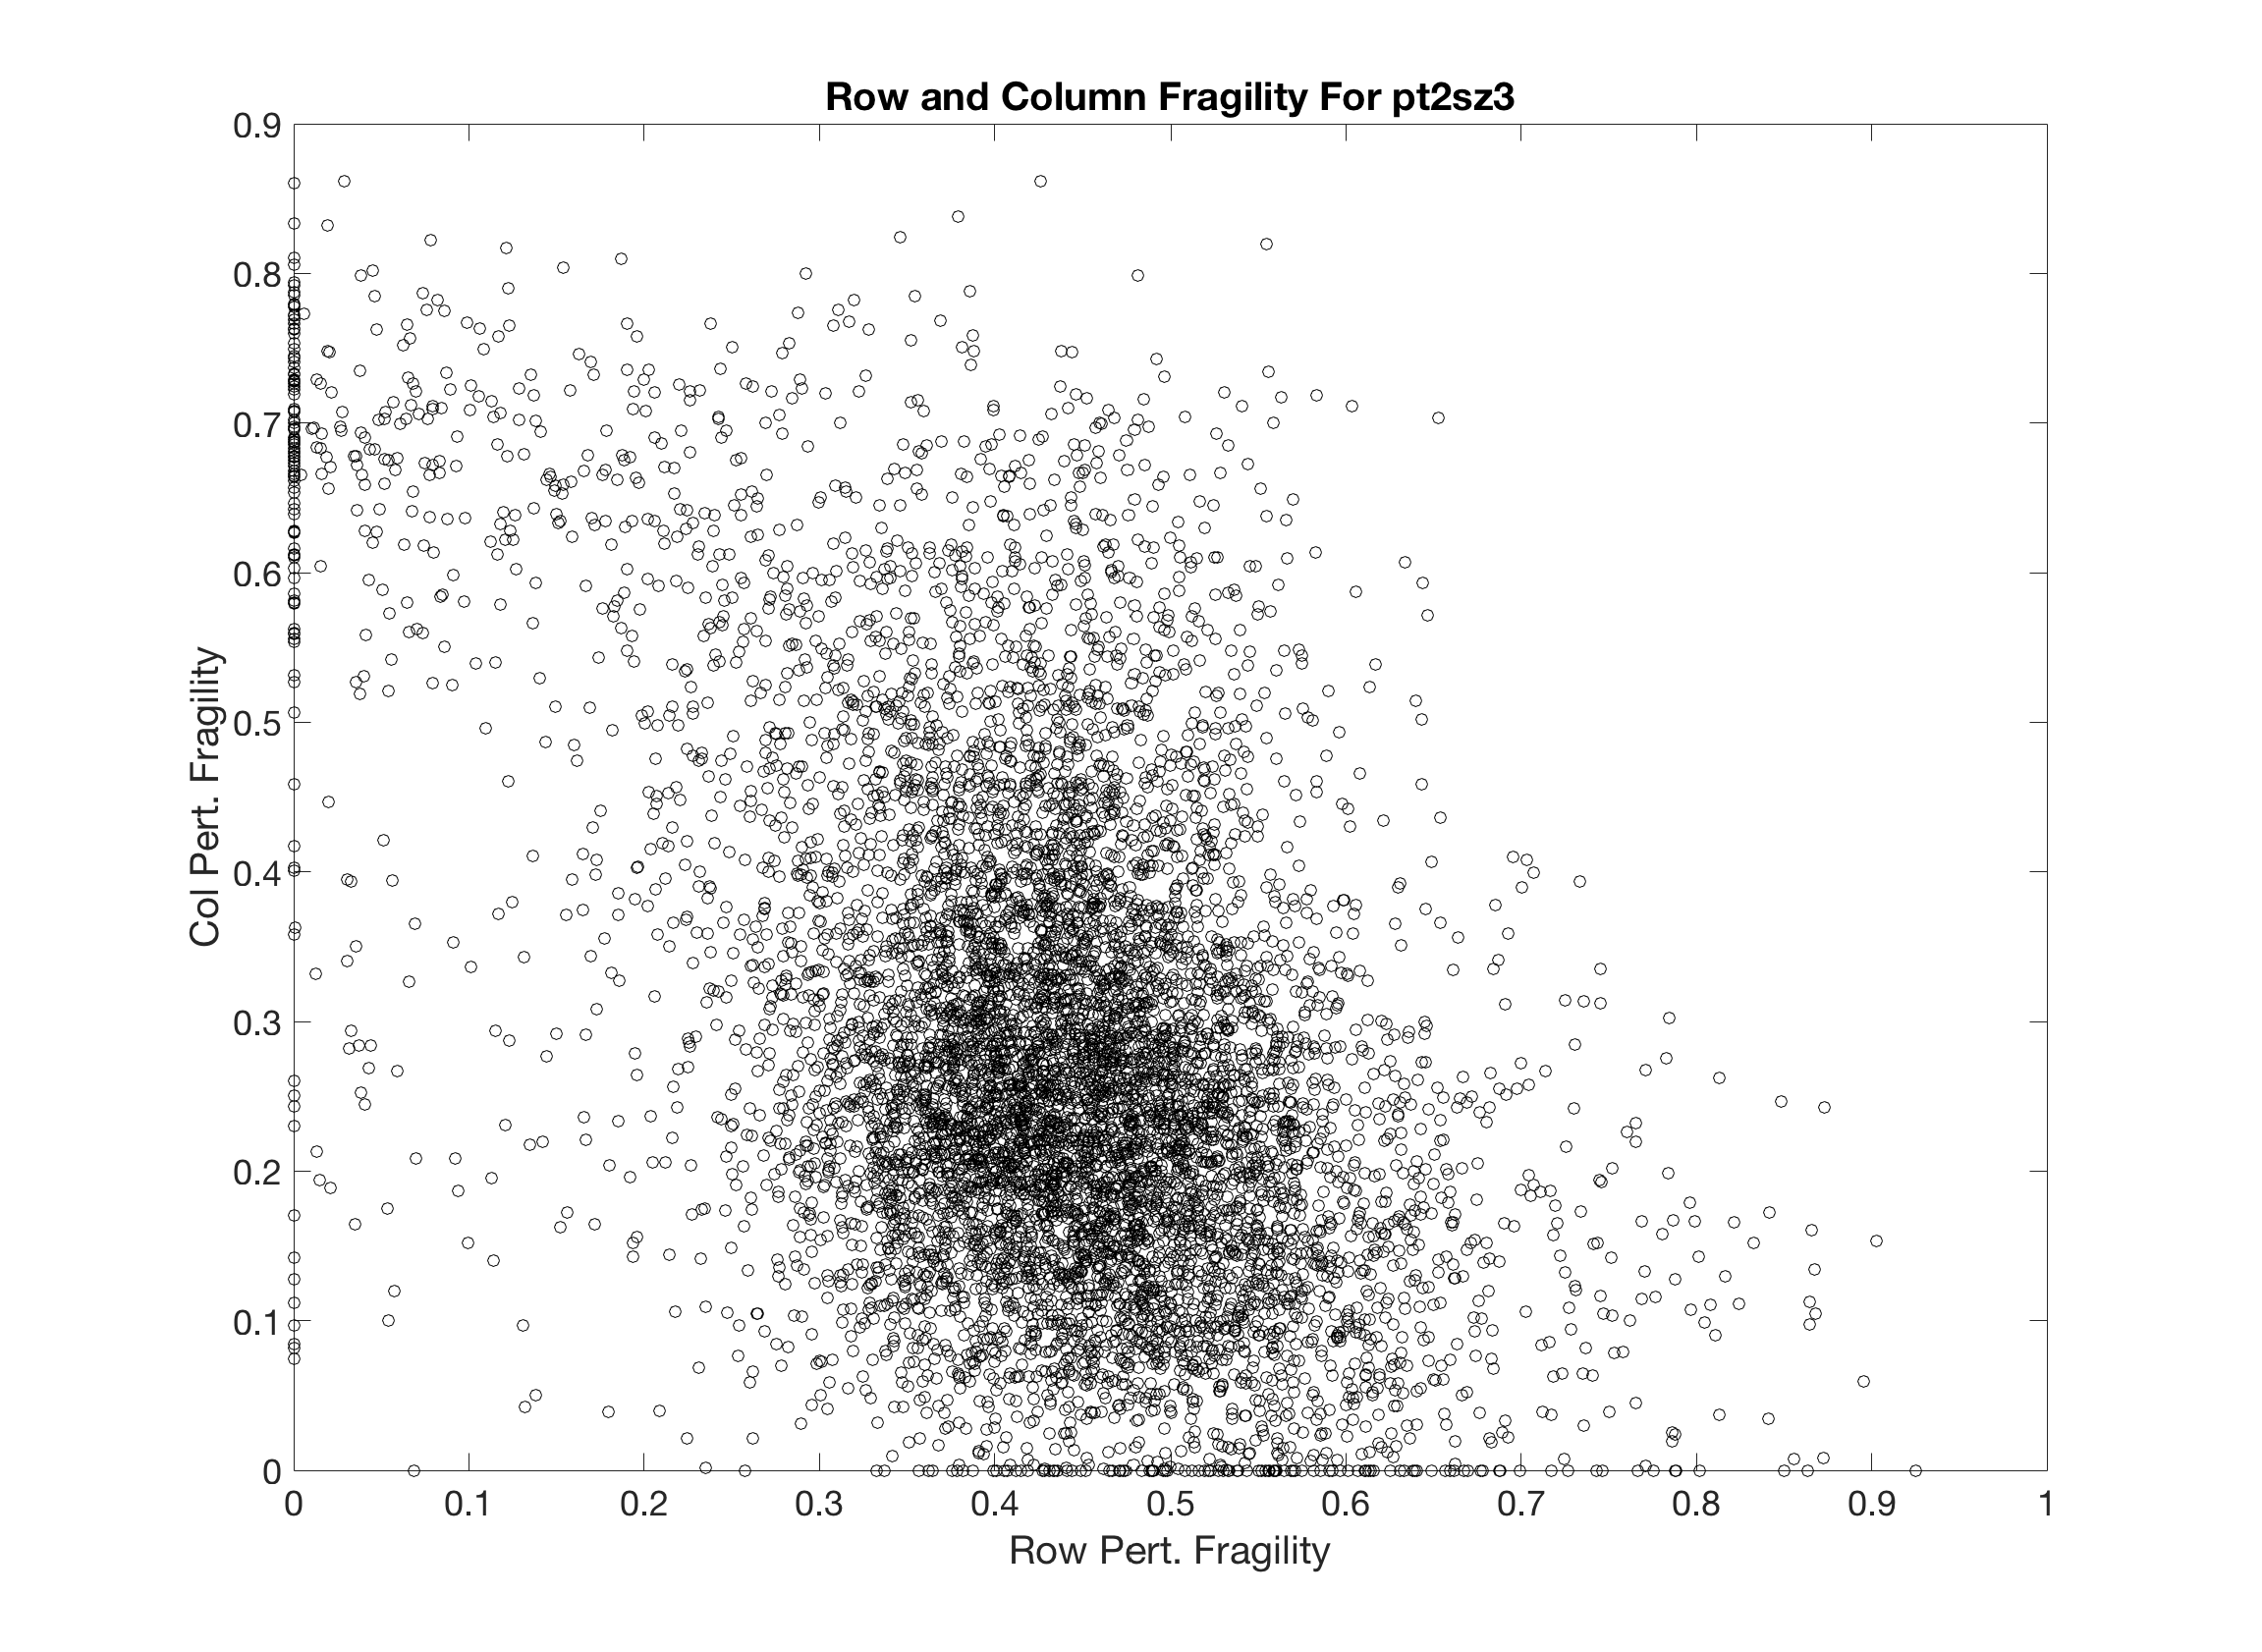 Row and Column Fragility For pt2sz3
0.9
0.8
0.7
0.6
0.5
0.4
0.3
0.2
0.1
0
Col Pert. Fragility
0 0.1 0.2 0.3 0.4 0.5 0.6 0.7 0.8 0.9 1
Row Pert. Fragility